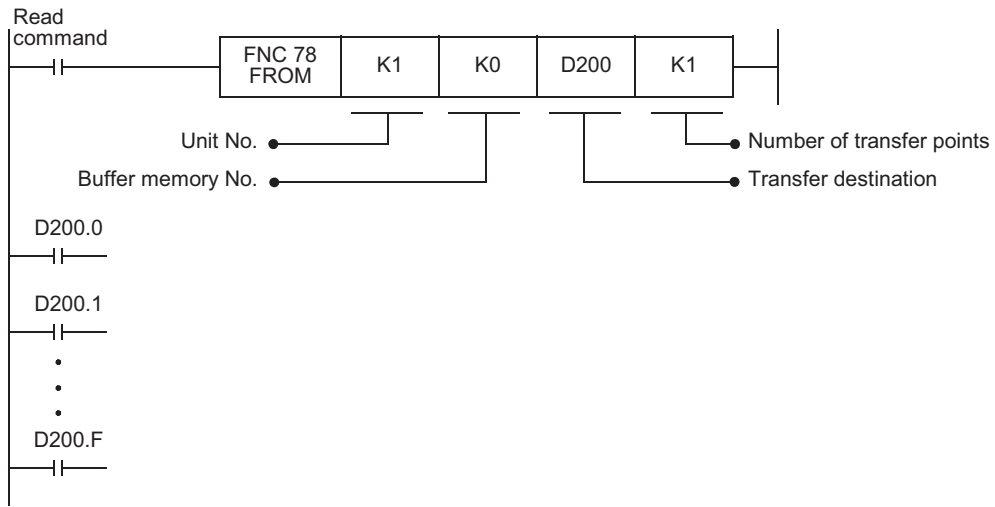 Read
command
FNC 78
FROM
K1
K0
D200
K1
Unit No.
Number of transfer points
Buffer memory No.
Transfer destination
D200.0
D200.1
D200.F